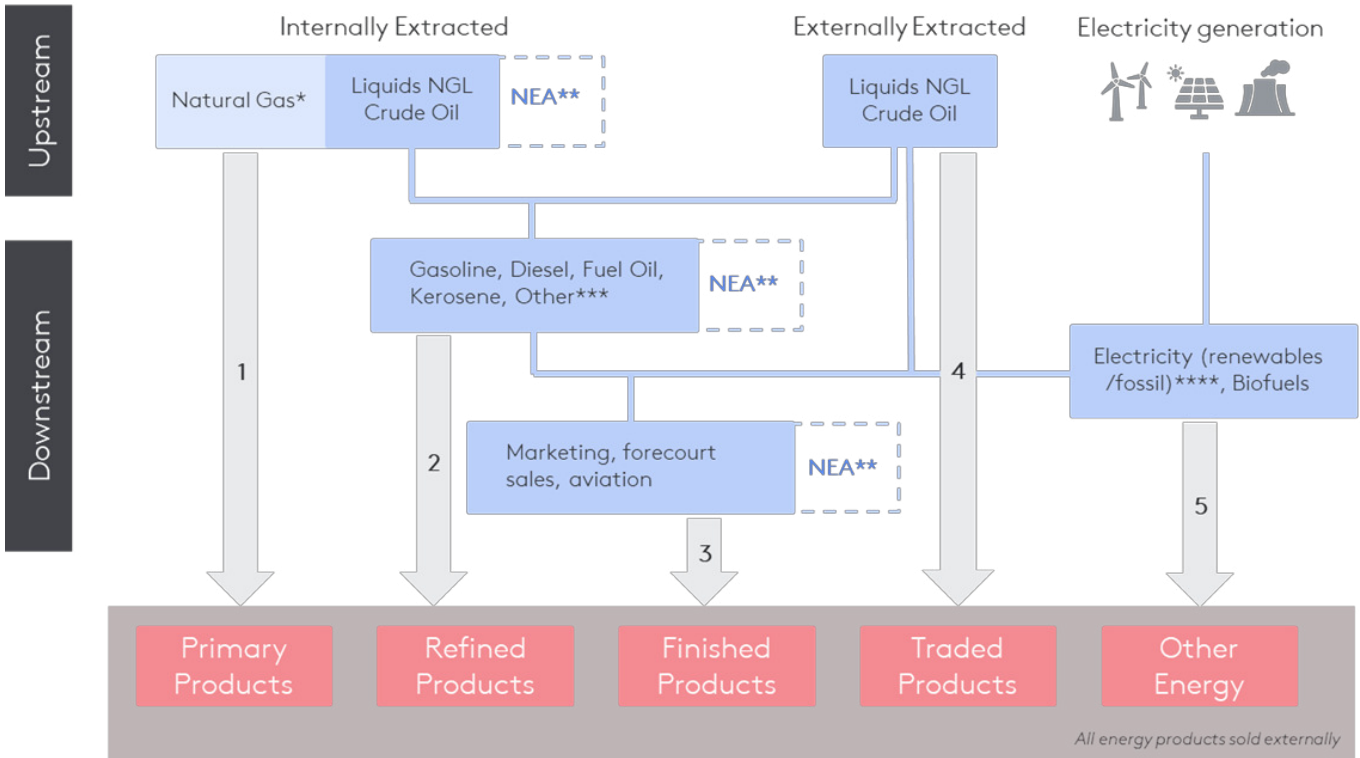 Upstream
Internally Extracted
Externally Extracted
Electricity generation
Natural Gas*
Liquids NGL
Crude Oil
NEA**
Liquids NGL
Crude Oil
Downstream
Gasoline, Diesel, Fuel Oil,
Kerosene, Other***
NEA**
Electricity (renewables
/fossil)****, Biofuels
Marketing, forecourt
sales, aviation
NEA**
1
2
3
4
5
Primary
Products
Refined
Products
Finished
Products
Traded
Products
Other
Energy
All energy products sold externally